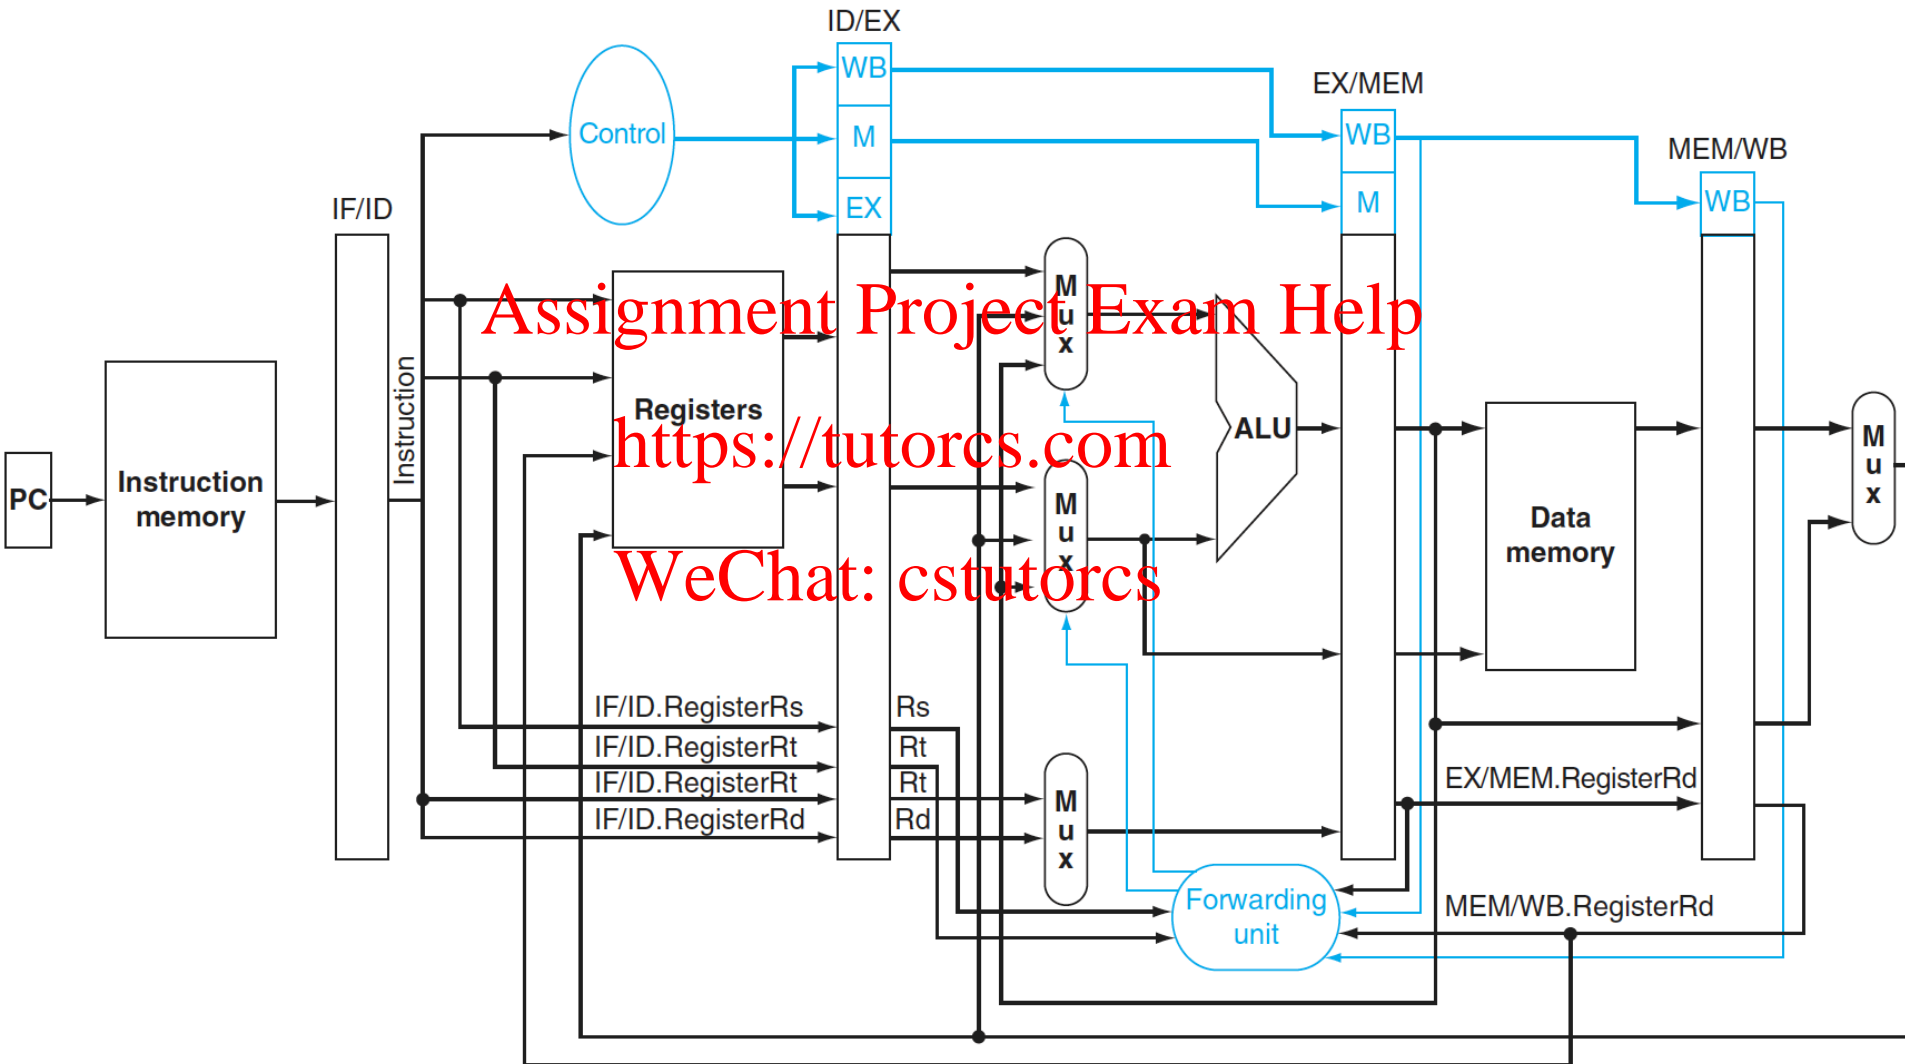 ID/EX
WB
EX/MEM
Control
M
WB
MEM/WB
IF/ID
EX
M
WB
M
u
x
Assignment Project Exam Help
Instruction
Registers
ALU
https://tutorcs.com
PC
Instruction
memory
M
u
x
Data
memory
M
u
x
WeChat: cstutorcs
IF/ID.RegisterRs
Rs
IF/ID.RegisterRt
Rt
IF/ID.RegisterRt
Rt
IF/ID.RegisterRd
Rd
M
u
x
EX/MEM.RegisterRd
Forwarding
unit
MEM/WB.RegisterRd